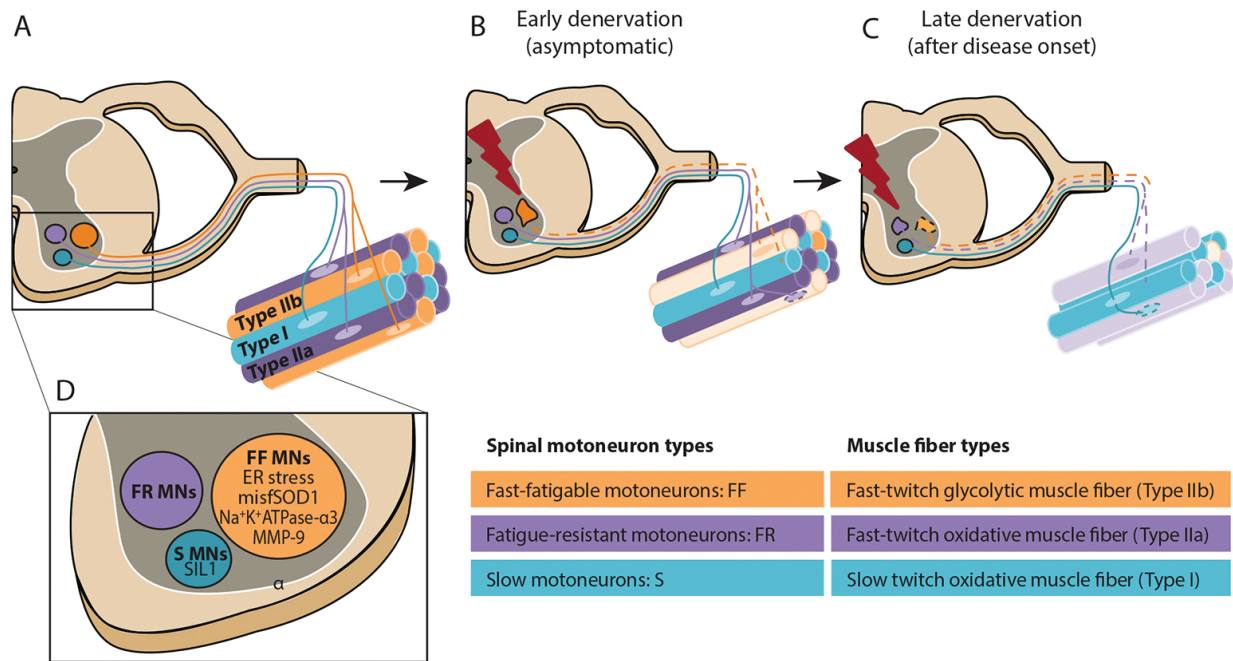 A
B
Early denervation
(asymptomatic)
C
Late denervation
(after disease onset)
Type IIb
Type I
Type IIa
D
FR MNs
FF MNs
ER stress
misfSOD1
Na⁺K⁺ATPase-α3
MMP-9
S MNs
SIL1
α
Spinal motoneuron types
Muscle fiber types
Fast-fatigable motoneurons: FF
Fast-twitch glycolytic muscle fiber (Type IIb)
Fatigue-resistant motoneurons: FR
Fast-twitch oxidative muscle fiber (Type IIa)
Slow motoneurons: S
Slow twitch oxidative muscle fiber (Type I)